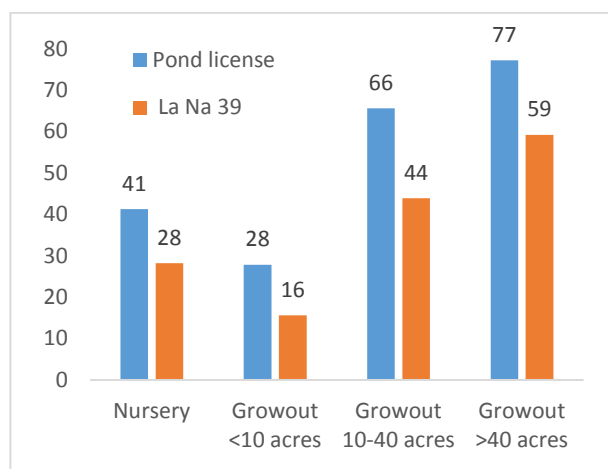 80
70
60
50
40
30
20
10
0
Pond license
La Na 39
41
28
28
16
66
44
77
59
Nursery
Growout
<10 acres
Growout
10-40 acres
Growout
>40 acres